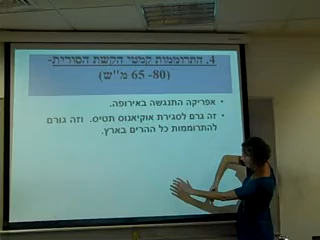 4. התרוממות קמטי הקשת הסורית-
(80- 65 מ"ש)
• אפריקה התנגשה באירופה.
• זה גרם לסגירת אוקיאנוס תטיס. וזה גורם
להתרוממות כל ההרים בארץ.